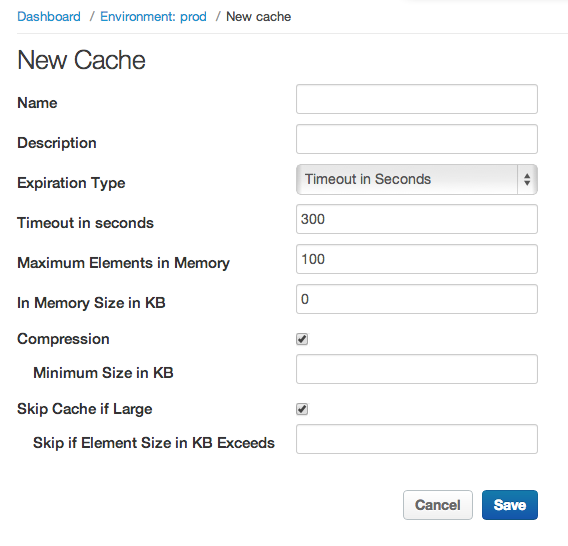 Dashboard / Environment: prod / New cache
New Cache
Name
Description
Expiration Type Timeout in Seconds
Timeout in seconds 300
Maximum Elements in Memory 100
In Memory Size in KB 0
Compression
Minimum Size in KB
Skip Cache if Large
Skip if Element Size in KB Exceeds
Cancel Save